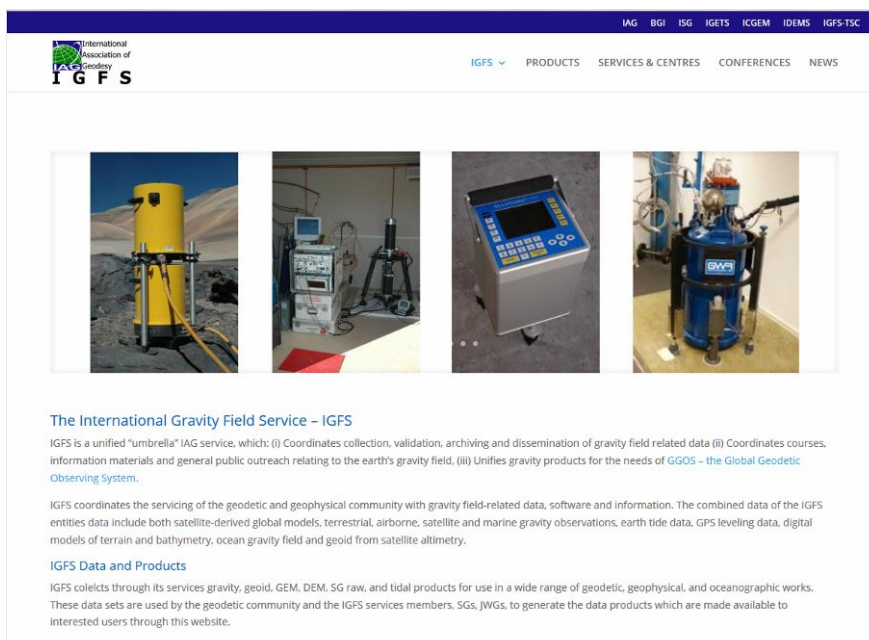 IAG BGI ISG IGETS ICGEM IDEMS IGFS-TSC
International
Association of
Geodesy
IAG
I G F S
IGFS PRODUCTS SERVICES & CENTRES CONFERENCES NEWS
GWR
The International Gravity Field Service – IGFS
IGFS is a unified “umbrella” IAG service, which: (i) Coordinates collection, validation, archiving and dissemination of gravity field related data (ii) Coordinates courses,
information materials and general public outreach relating to the earth's gravity field, (iii) Unifies gravity products for the needs of GGOS – the Global Geodetic
Observing System.
IGFS coordinates the servicing of the geodetic and geophysical community with gravity field-related data, software and information. The combined data of the IGFS
entities data include both satellite-derived global models, terrestrial, airborne, satellite and marine gravity observations, earth tide data, GPS leveling data, digital
models of terrain and bathymetry, ocean gravity field and geoid from satellite altimetry.
IGFS Data and Products
IGFS colelcts through its services gravity, geoid, GEM, DEM, SG raw, and tidal products for use in a wide range of geodetic, geophysical, and oceanographic works.
These data sets are used by the geodetic community and the IGFS services members, SGs, JWGs, to generate the data products which are made available to
interested users through this website.